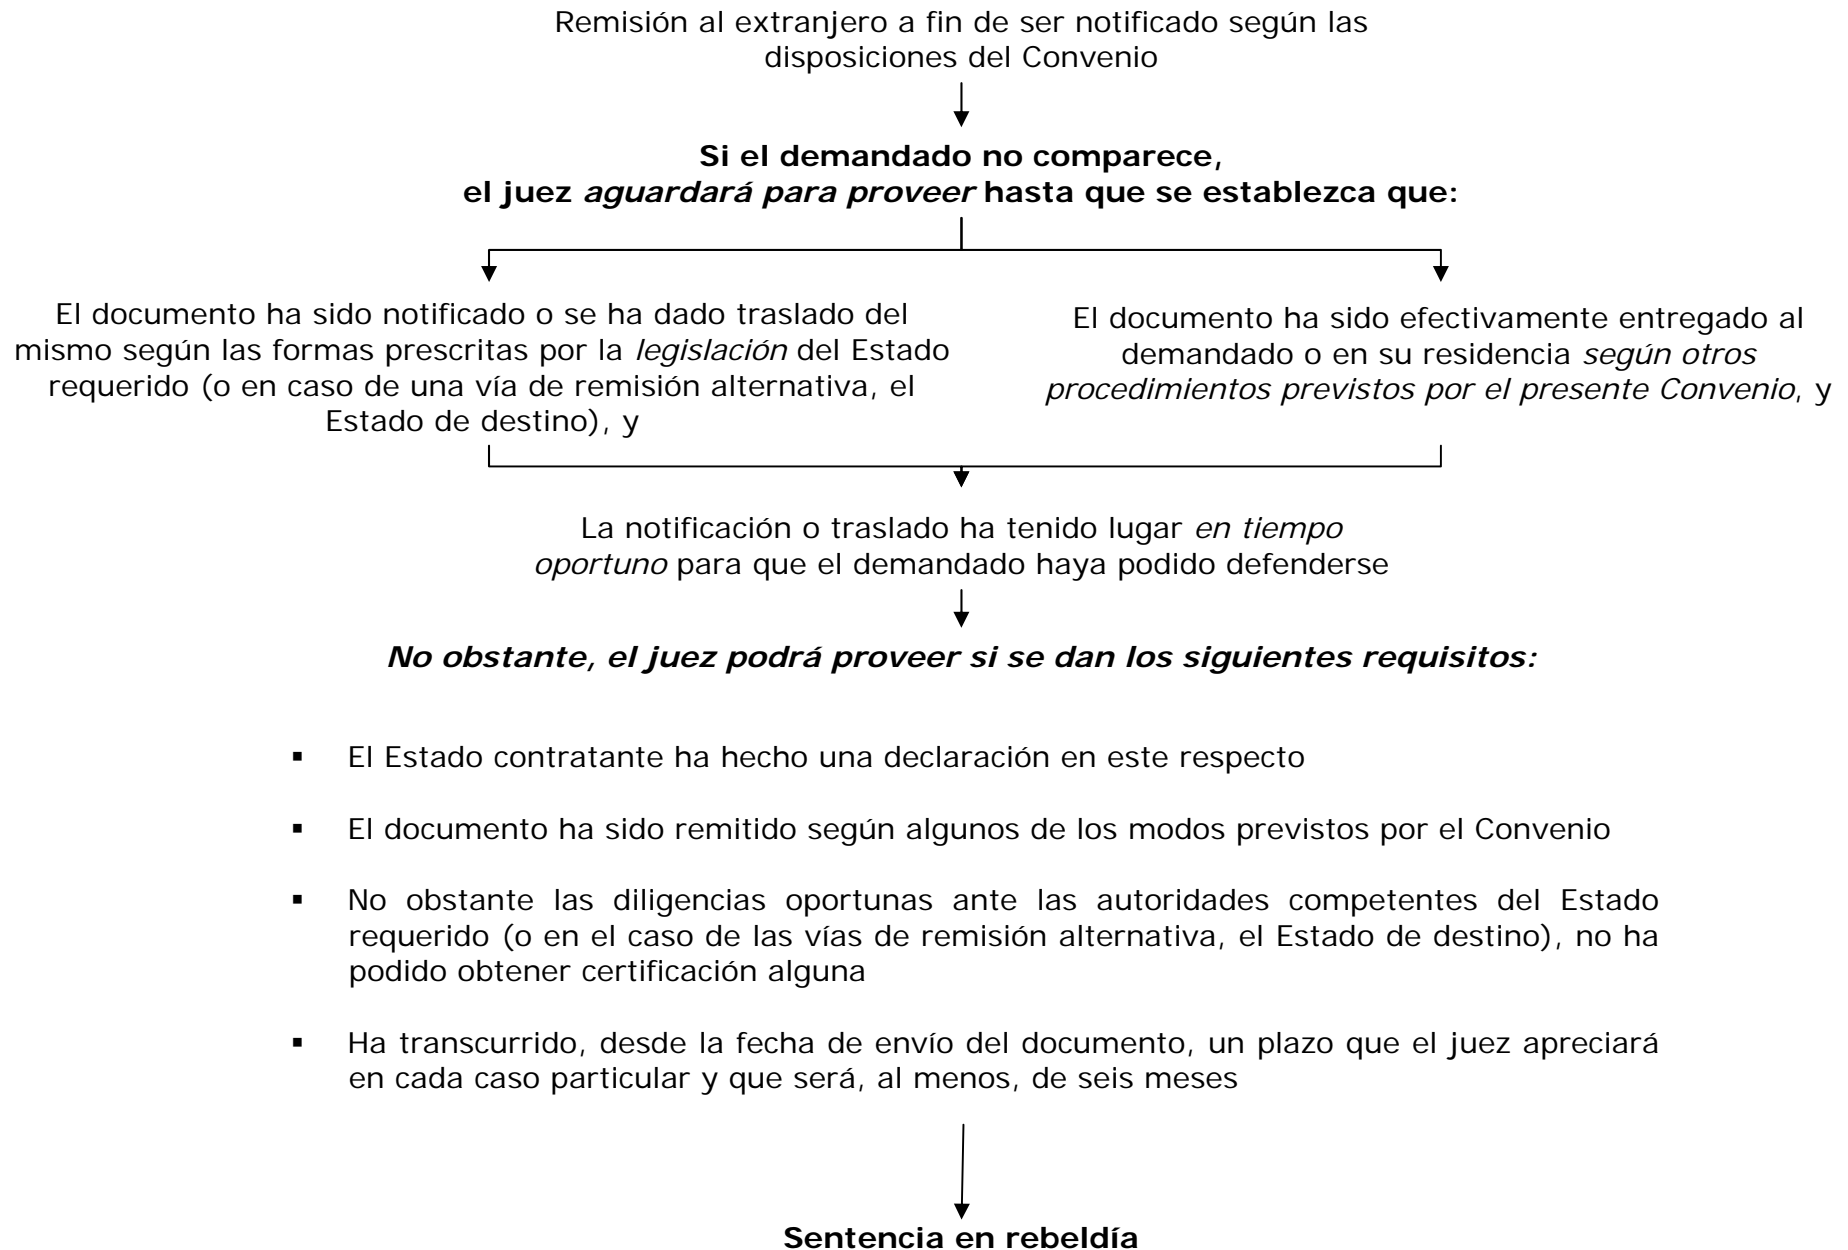 Remisión al extranjero a fin de ser notificado según las
disposiciones del Convenio
Si el demandado no comparece,
el juez aguardará para proveer hasta que se establezca que:
El documento ha sido notificado o se ha dado traslado del
mismo según las formas prescritas por la legislación del Estado
requerido (o en caso de una vía de remisión alternativa, el
Estado de destino), y
El documento ha sido efectivamente entregado al
demandado o en su residencia según otros
procedimientos previstos por el presente Convenio, y
La notificación o traslado ha tenido lugar en tiempo
oportuno para que el demandado haya podido defenderse
No obstante, el juez podrá proveer si se dan los siguientes requisitos:
▪ El Estado contratante ha hecho una declaración en este respecto
▪ El documento ha sido remitido según algunos de los modos previstos por el Convenio
▪ No obstante las diligencias oportunas ante las autoridades competentes del Estado
requerido (o en el caso de las vías de remisión alternativa, el Estado de destino), no ha
podido obtener certificación alguna
▪ Ha transcurrido, desde la fecha de envío del documento, un plazo que el juez apreciará
en cada caso particular y que será, al menos, de seis meses
Sentencia en rebeldía